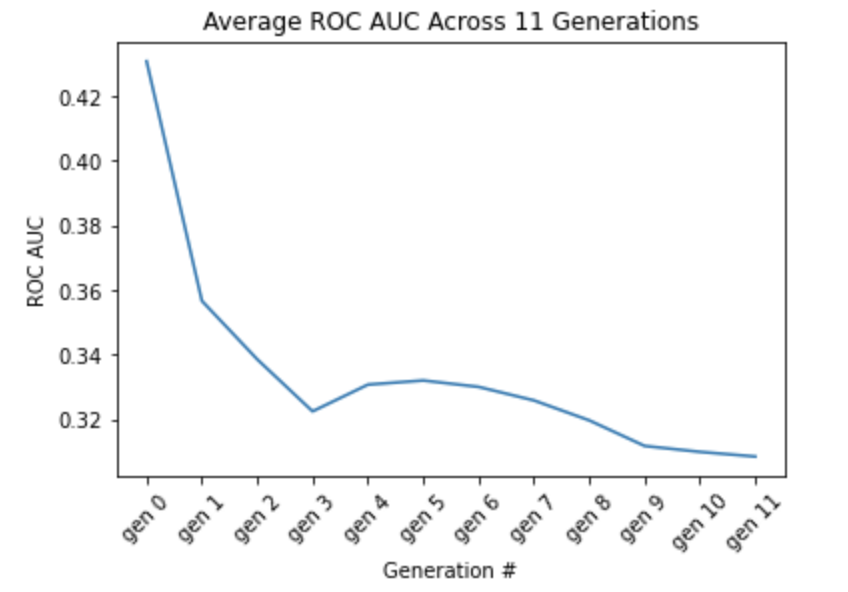 Average ROC AUC Across 11 Generations
0.42
0.40
0.38
0.36
0.34
0.32
ROC AUC
gen 0
gen 1
gen 2
gen 3
gen 4
gen 5
gen 6
gen 7
gen 8
gen 9
gen 10
gen 11
Generation #